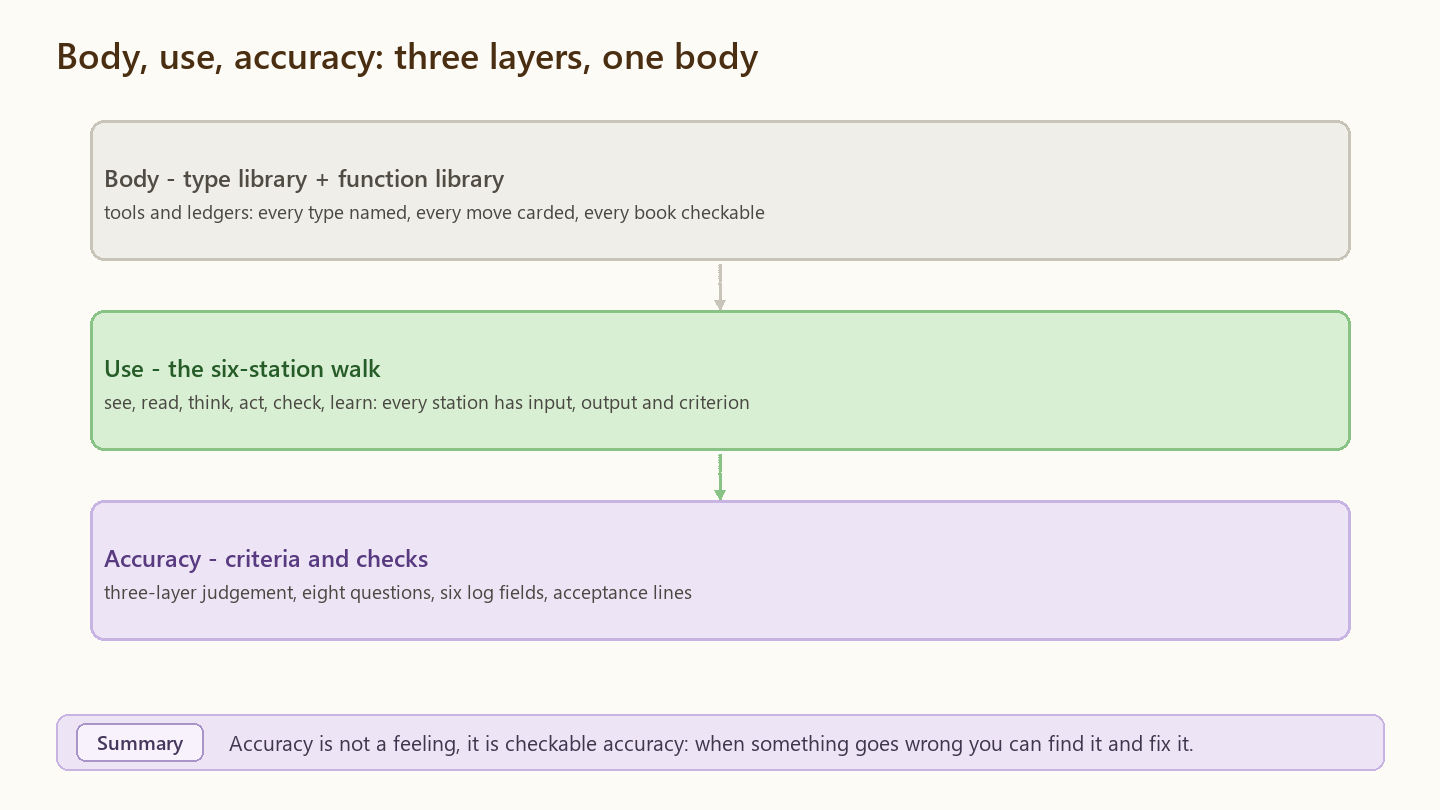 Body, use, accuracy: three layers, one body
Body - type library + function library
tools and ledgers: every type named, every move carded, every book checkable
Use - the six-station walk
see, read, think, act, check, learn: every station has input, output and criterion
Accuracy - criteria and checks
three-layer judgement, eight questions, six log fields, acceptance lines
Summary
Accuracy is not a feeling, it is checkable accuracy: when something goes wrong you can find it and fix it.